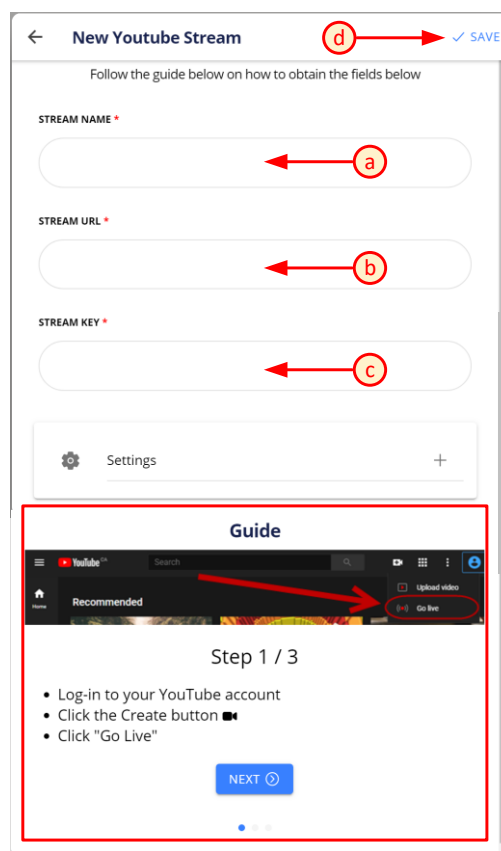 New Youtube Stream
d
SAVE
Follow the guide below on how to obtain the fields below
STREAM NAME *
a
STREAM URL *
b
STREAM KEY *
c
Settings
Guide
YouTube CA
Search
Upload video
Home
Recommended
Go live
Step 1 / 3
• Log-in to your YouTube account
• Click the Create button
• Click "Go Live"
NEXT